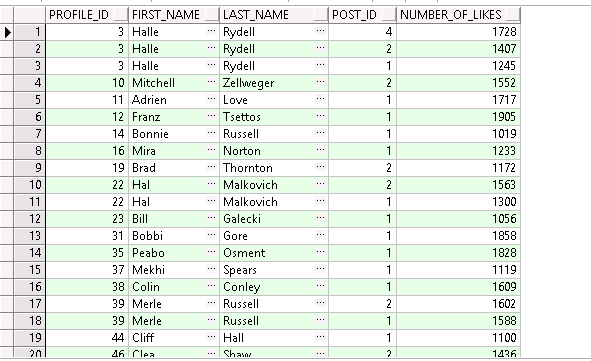 PROFILE_ID FIRST_NAME LAST_NAME POST_ID NUMBER_OF_LIKES
1 3 Halle ... Rydell ... 4 1728
2 3 Halle ... Rydell ... 2 1407
3 3 Halle ... Rydell ... 1 1245
4 10 Mitchell ... Zellweger ... 2 1552
5 11 Adrien ... Love ... 1 1717
6 12 Franz ... Tsettos ... 1 1905
7 14 Bonnie ... Russell ... 1 1019
8 16 Mira ... Norton ... 1 1233
9 19 Brad ... Thornton ... 2 1172
10 22 Hal ... Malkovich ... 2 1563
11 22 Hal ... Malkovich ... 1 1300
12 23 Bill ... Galecki ... 1 1056
13 31 Bobbi ... Gore ... 1 1858
14 35 Peabo ... Osment ... 1 1828
15 37 Mekhi ... Spears ... 1 1119
16 38 Colin ... Conley ... 1 1609
17 39 Merle ... Russell ... 2 1602
18 39 Merle ... Russell ... 1 1588
19 44 Cliff ... Hall ... 1 1100
20 46 Clea ... Shaw ... 2 1436